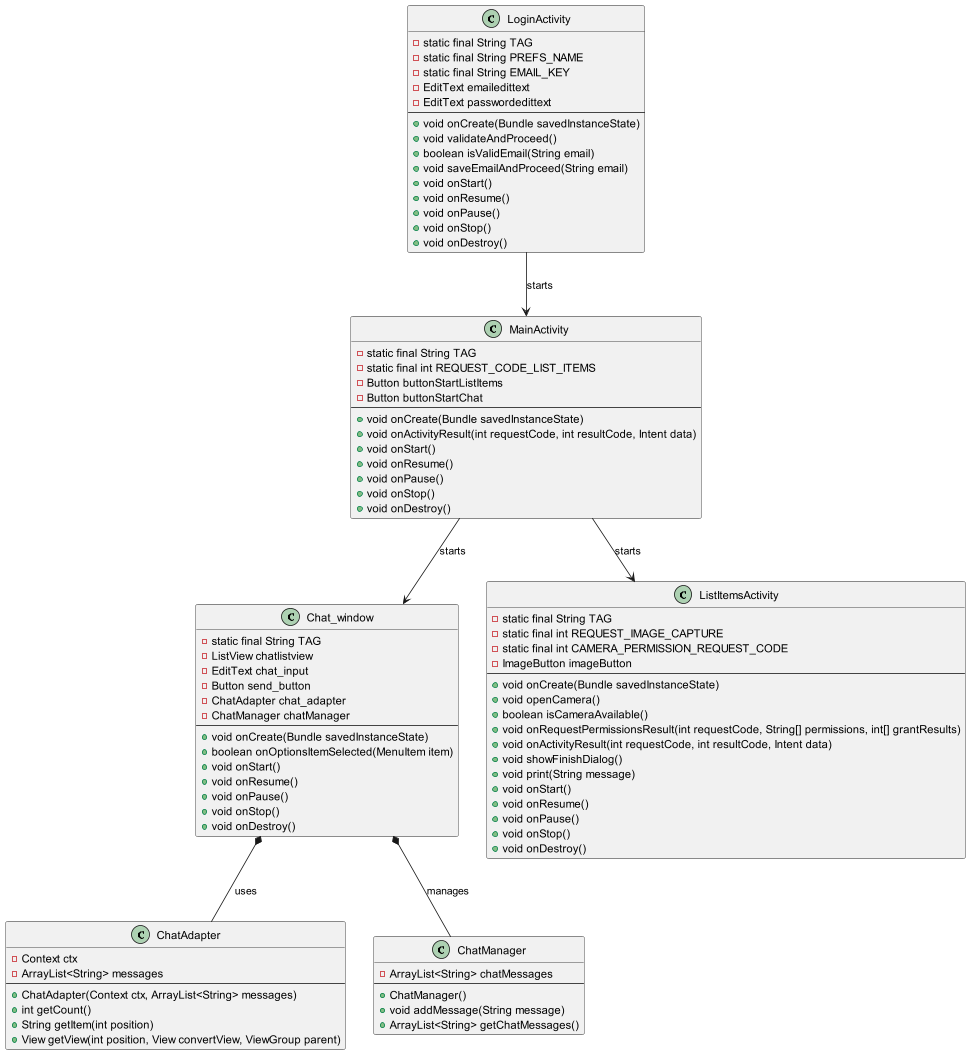 C LoginActivity
static final String TAG
static final String PREFS_NAME
static final String EMAIL_KEY
EditText emailedittext
EditText passwordedittext
void onCreate(Bundle savedInstanceState)
void validateAndProceed()
boolean isValidEmail(String email)
void saveEmailAndProceed(String email)
void onStart()
void onResume()
void onPause()
void onStop()
void onDestroy()
starts
C MainActivity
static final String TAG
static final int REQUEST_CODE_LIST_ITEMS
Button buttonStartListItems
Button buttonStartChat
void onCreate(Bundle savedInstanceState)
void onActivityResult(int requestCode, int resultCode, Intent data)
void onStart()
void onResume()
void onPause()
void onStop()
void onDestroy()
starts
starts
C Chat_window
static final String TAG
ListView chatlistview
EditText chat_input
Button send_button
ChatAdapter chat_adapter
ChatManager chatManager
void onCreate(Bundle savedInstanceState)
boolean onOptionsItemSelected(MenuItem item)
void onStart()
void onResume()
void onPause()
void onStop()
void onDestroy()
C ListItemsActivity
static final String TAG
static final int REQUEST_IMAGE_CAPTURE
static final int CAMERA_PERMISSION_REQUEST_CODE
ImageButton imageButton
void onCreate(Bundle savedInstanceState)
void openCamera()
boolean isCameraAvailable()
void onRequestPermissionsResult(int requestCode, String[] permissions, int[] grantResults)
void onActivityResult(int requestCode, int resultCode, Intent data)
void showFinishDialog()
void print(String message)
void onStart()
void onResume()
void onPause()
void onStop()
void onDestroy()
uses
manages
C ChatAdapter
Context ctx
ArrayList<String> messages
ChatAdapter(Context ctx, ArrayList<String> messages)
int getCount()
String getItem(int position)
View getView(int position, View convertView, ViewGroup parent)
C ChatManager
ArrayList<String> chatMessages
ChatManager()
void addMessage(String message)
ArrayList<String> getChatMessages()